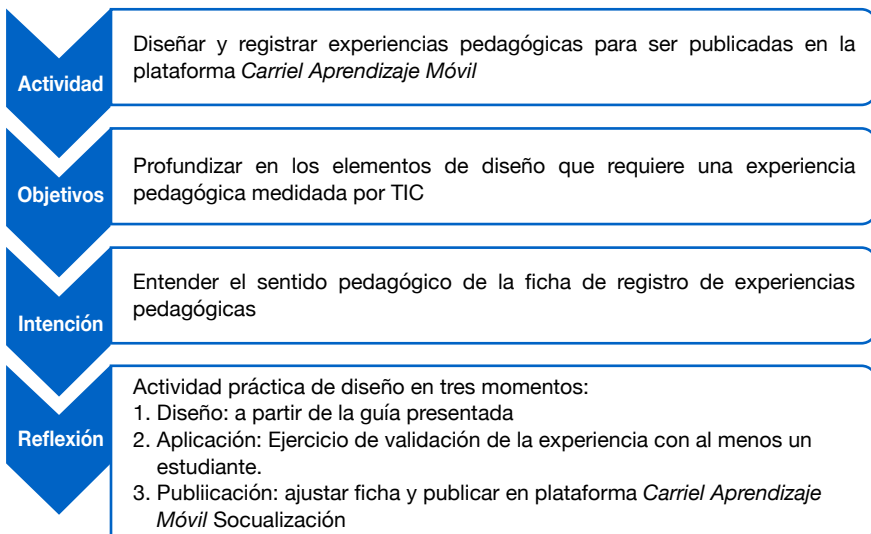 Actividad
Diseñar y registrar experiencias pedagógicas para ser publicadas en la
plataforma Carriel Aprendizaje Móvil
Objetivos
Profundizar en los elementos de diseño que requiere una experiencia
pedagógica medidada por TIC
Intención
Entender el sentido pedagógico de la ficha de registro de experiencias
pedagógicas
Reflexión
Actividad práctica de diseño en tres momentos:
1. Diseño: a partir de la guía presentada
2. Aplicación: Ejercicio de validación de la experiencia con al menos un
estudiante.
3. Publiicación: ajustar ficha y publicar en plataforma Carriel Aprendizaje
Móvil Socualización